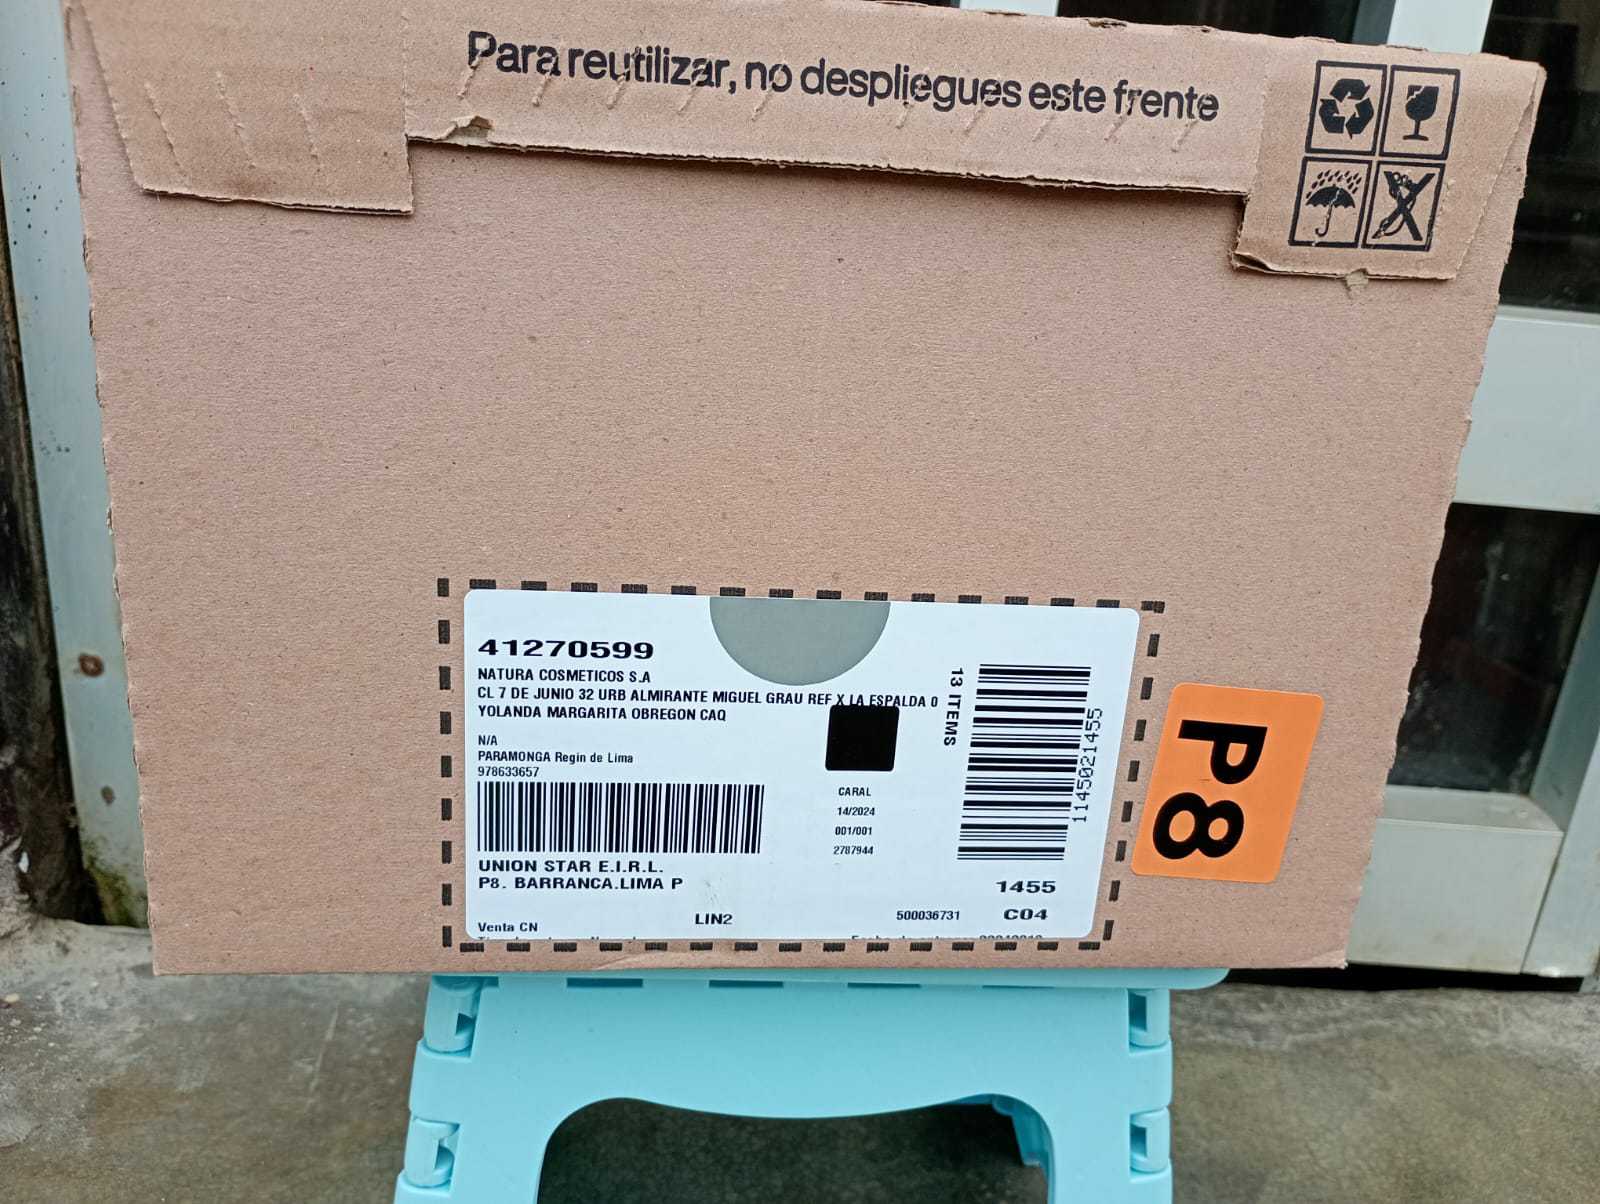 Para reutilizar, no despliegues este frente
41270599
NATURA COSMETICOS S.A
CL 7 DE JUNIO 32 URB ALMIRANTE MIGUEL GRAU REF X LA ESPALDA 0
YOLANDA MARGARITA OBREGON CAQ
N/A
PARAMONGA Regin de Lima
978633657
UNION STAR E.I.R.L.
P8. BARRANCA.LIMA P
Venta CN
LIN2
CARAL
14/2024
001/001
2787944
500036731
13 ITEMS
1145021455
1455
C04
P8